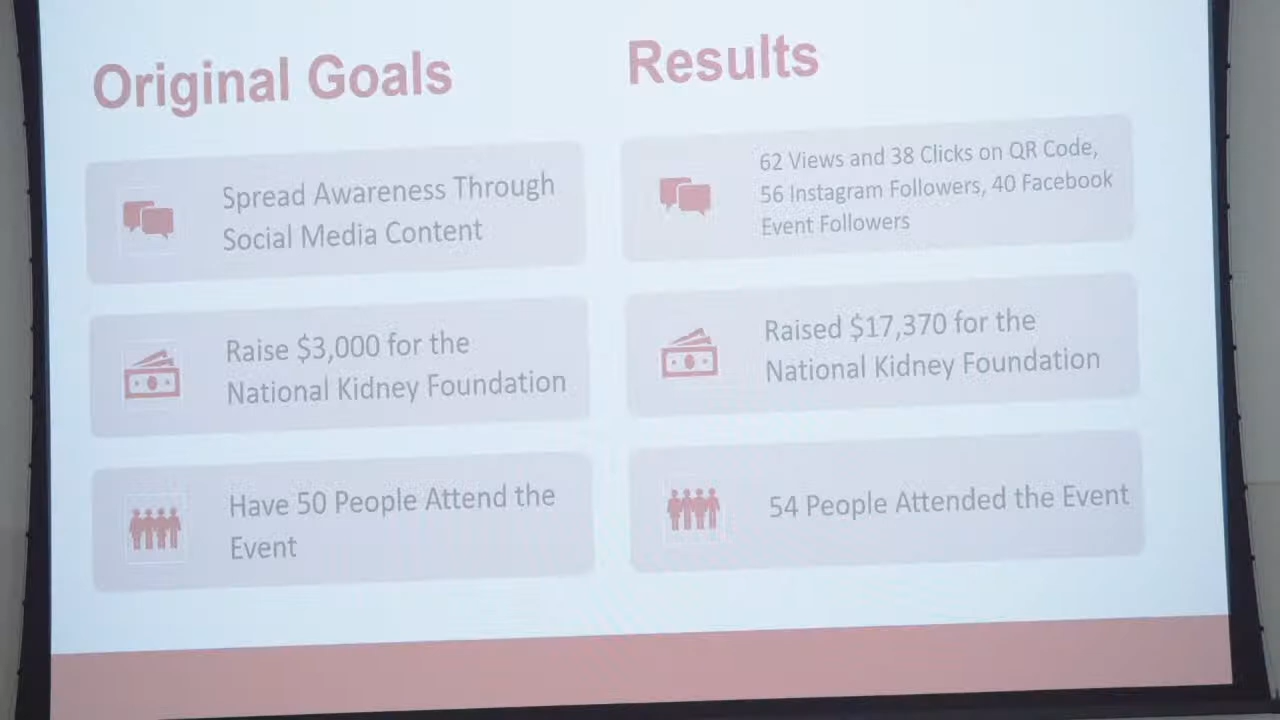 Original Goals
Results
Spread Awareness Through
Social Media Content
62 Views and 38 Clicks on QR Code,
56 Instagram Followers, 40 Facebook
Event Followers
Raise $3,000 for the
National Kidney Foundation
Raised $17,370 for the
National Kidney Foundation
Have 50 People Attend the
Event
54 People Attended the Event